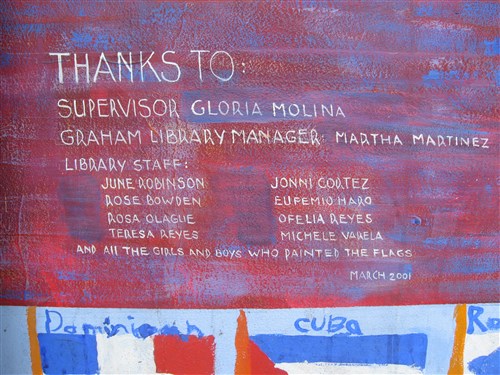 THANKS TO:
SUPERVISOR GLORIA MOLINA
GRAHAM LIBRARY MANAGER: MARTHA MARTINEZ
LIBRARY STAFF:
JUNE ROBINSON JONNI CORTEZ
ROSE BOWDEN EUFEMIO HARO
ROSA OLAGUE OFELIA REYES
TERESA REYES MICHELE VARELA
AND ALL THE GIRLS AND BOYS WHO PAINTED THE FLAGS
MARCH 2001
Dominican CUBA